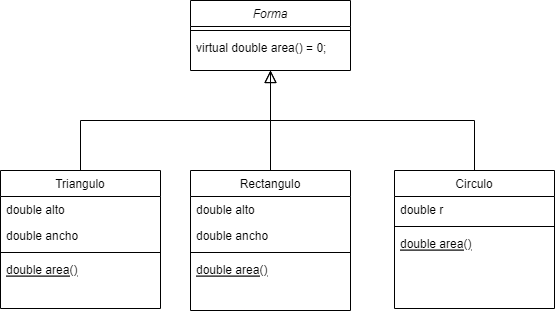 Forma
virtual double area() = 0;
Triangulo
double alto
double ancho
double area()
Rectangulo
double alto
double ancho
double area()
Circulo
double r
double area()